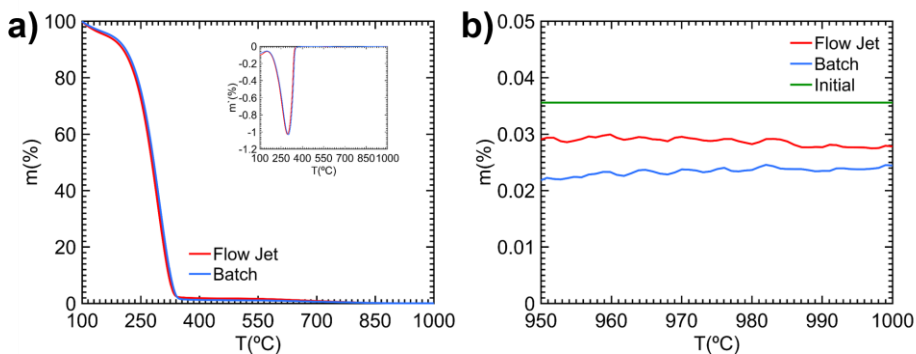 a)
m(%)
100
80
60
40
20
0
100 250 400 550 700 850 1000
T(ºC)
Flow Jet
Batch
m´(%)
0
-0.2
-0.4
-0.6
-0.8
-1
-1.2
100 250 400 550 700 850 1000
T(ºC)
b)
m(%)
0.05
0.04
0.03
0.02
0.01
0
950 960 970 980 990 1000
T(ºC)
Flow Jet
Batch
Initial